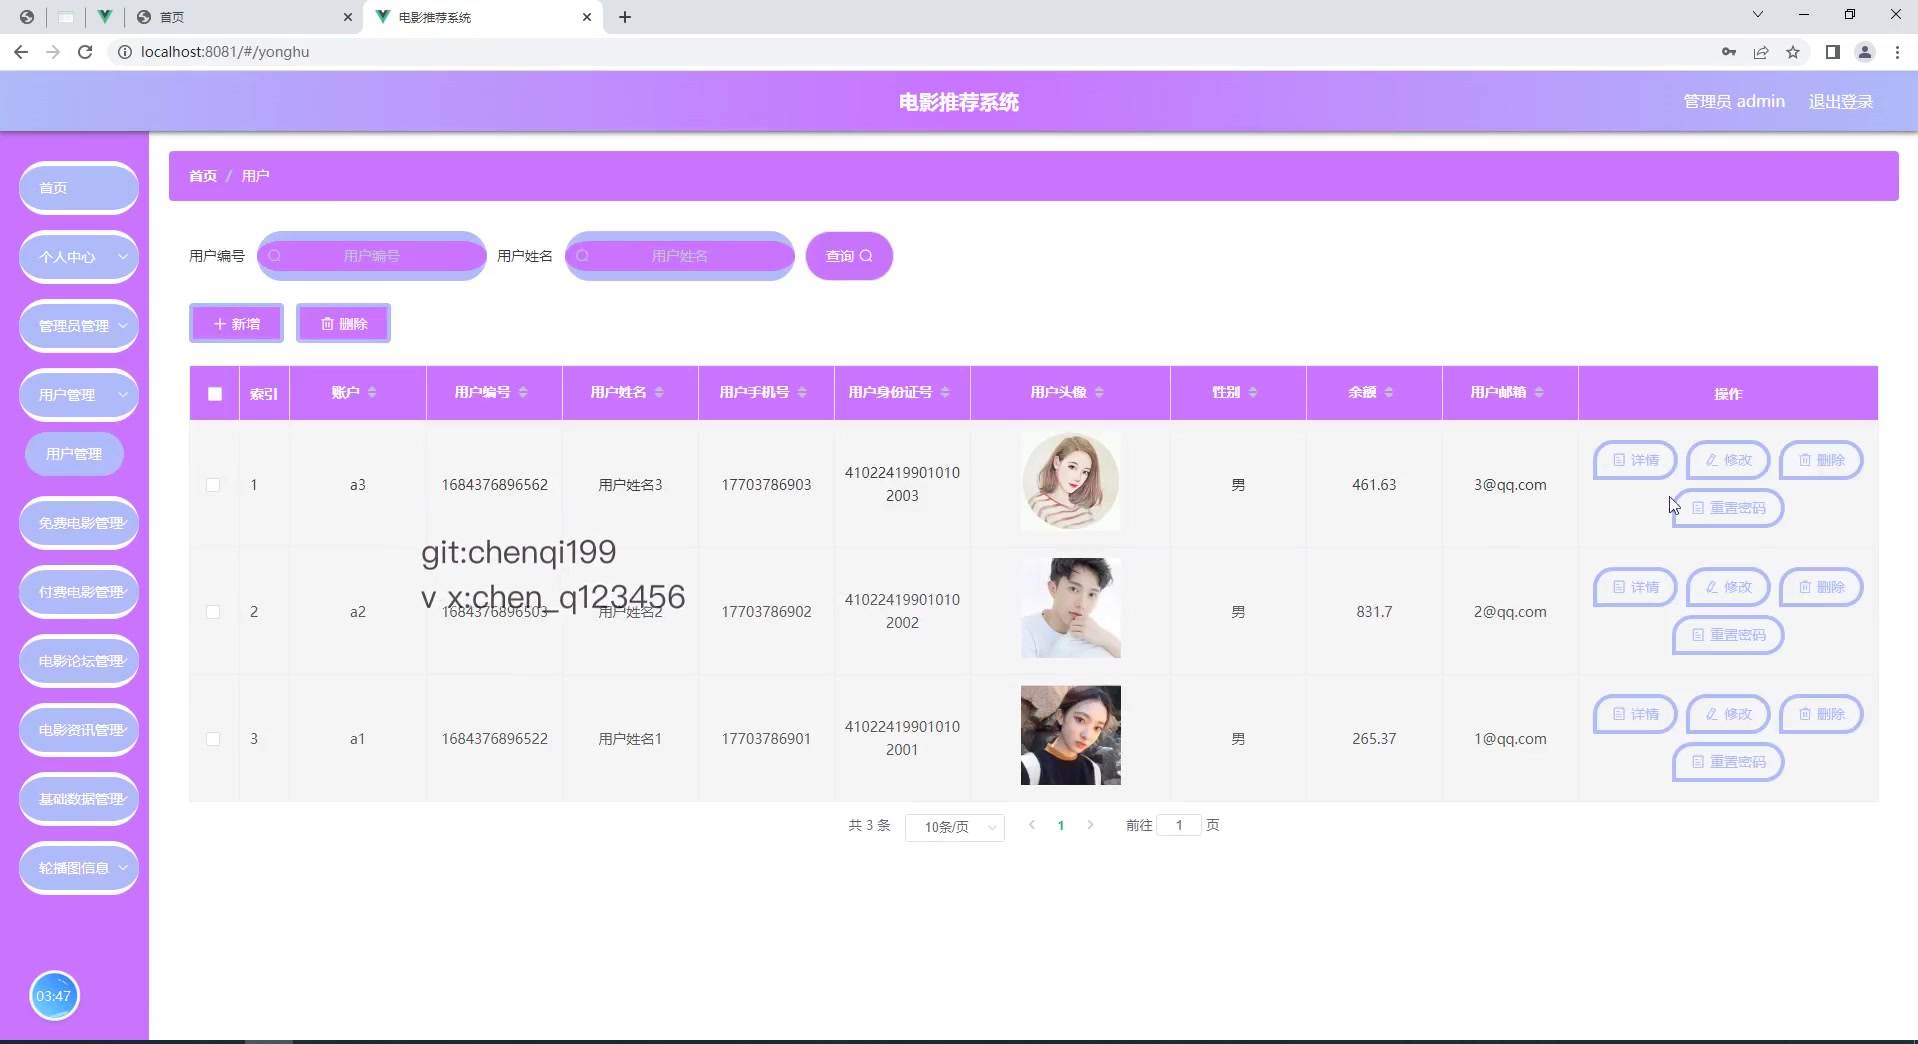 首页
电影推荐系统
localhost:8081/#/yonghu
电影推荐系统
管理员 admin
退出登录
首页
个人中心
管理员管理
用户管理
用户管理
免费电影管理
付费电影管理
电影论坛管理
电影资讯管理
基础数据管理
轮播图信息
03:47
首页 / 用户
用户编号 用户编号 用户姓名 用户姓名 查询
新增 删除
索引 账户 用户编号 用户姓名 用户手机号 用户身份证号 用户头像 性别 余额 用户邮箱 操作
1 a3 1684376896562 用户姓名3 17703786903 41022419901010 男 461.63 3@qq.com 详情 修改 删除
2003
重置密码
git:chenqi199
v x:chen_q123456
2 a2 1684376896503 用户姓名2 17703786902 41022419901010 男 831.7 2@qq.com 详情 修改 删除
2002
重置密码
3 a1 1684376896522 用户姓名1 17703786901 41022419901010 男 265.37 1@qq.com 详情 修改 删除
2001
重置密码
共 3 条 10条/页 1 前往 1 页